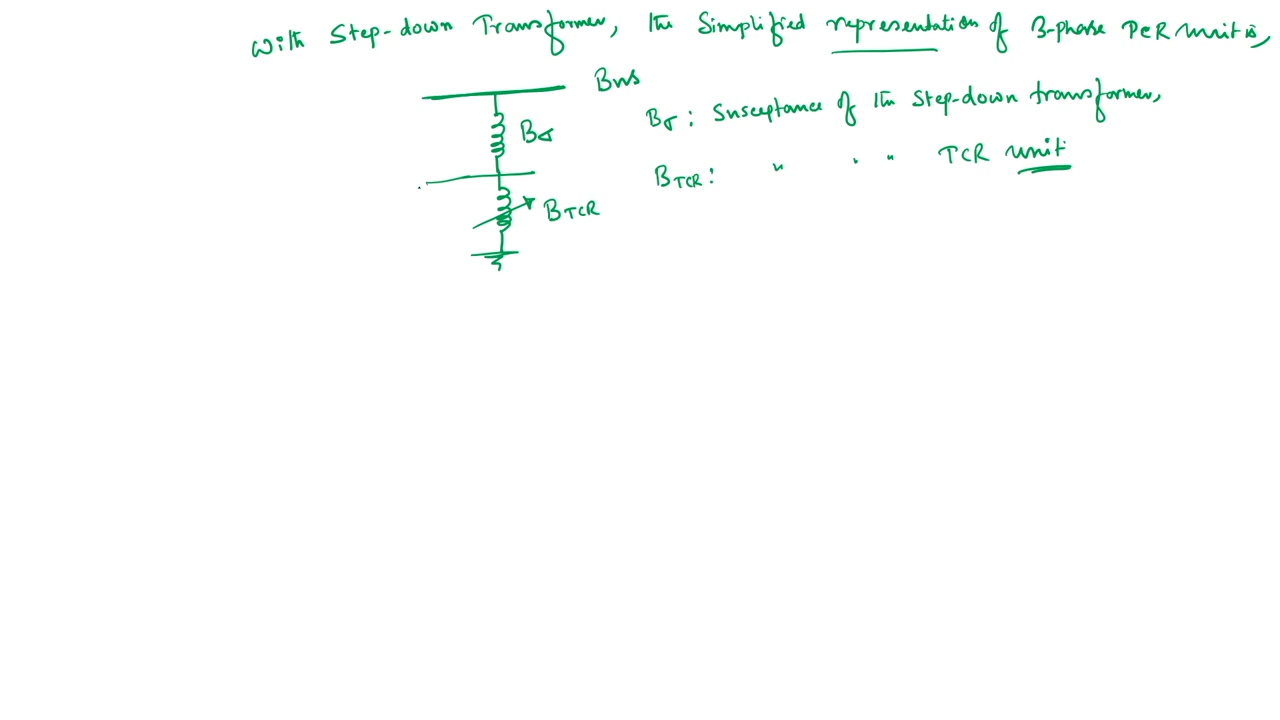 With Step-down Transformer, the Simplified representation of 3-phase TCR unit is,
Bus
Bσ
BTCR
Bσ : Susceptance of the Step-down transformer,
BTCR : " " " TCR unit